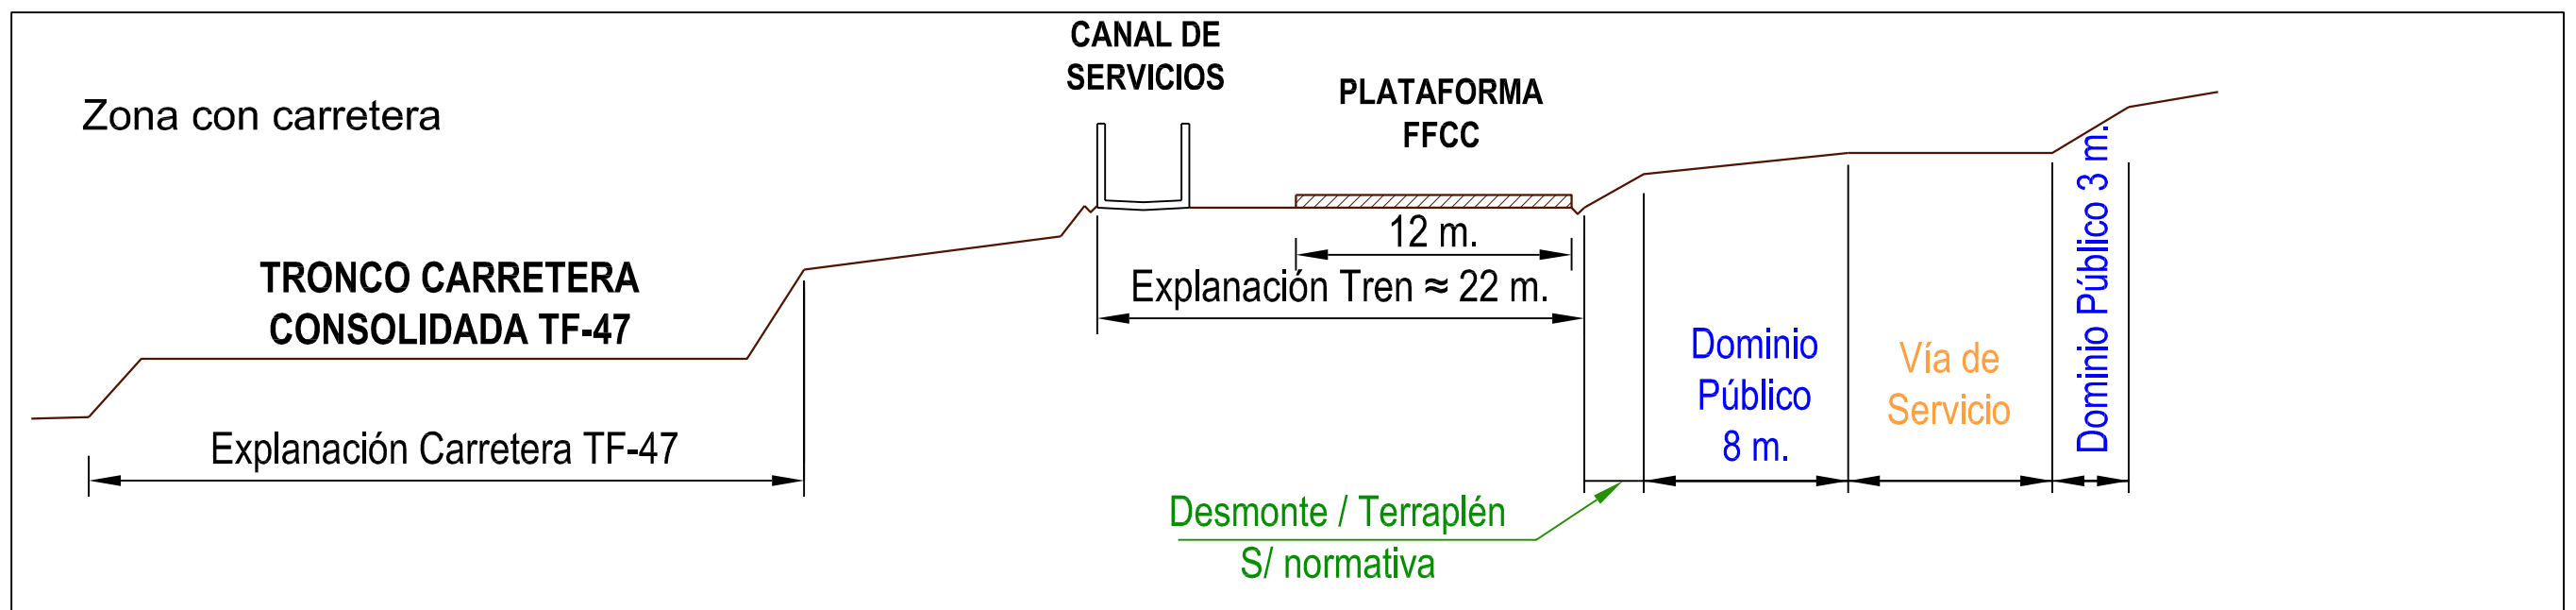 Zona con carretera
CANAL DE
SERVICIOS
PLATAFORMA
FFCC
12 m.
Explanación Tren ≈ 22 m.
TRONCO CARRETERA
CONSOLIDADA TF-47
Explanación Carretera TF-47
Dominio
Público
8 m.
Vía de
Servicio
Dominio Público 3 m.
Desmonte / Terraplén
S/ normativa